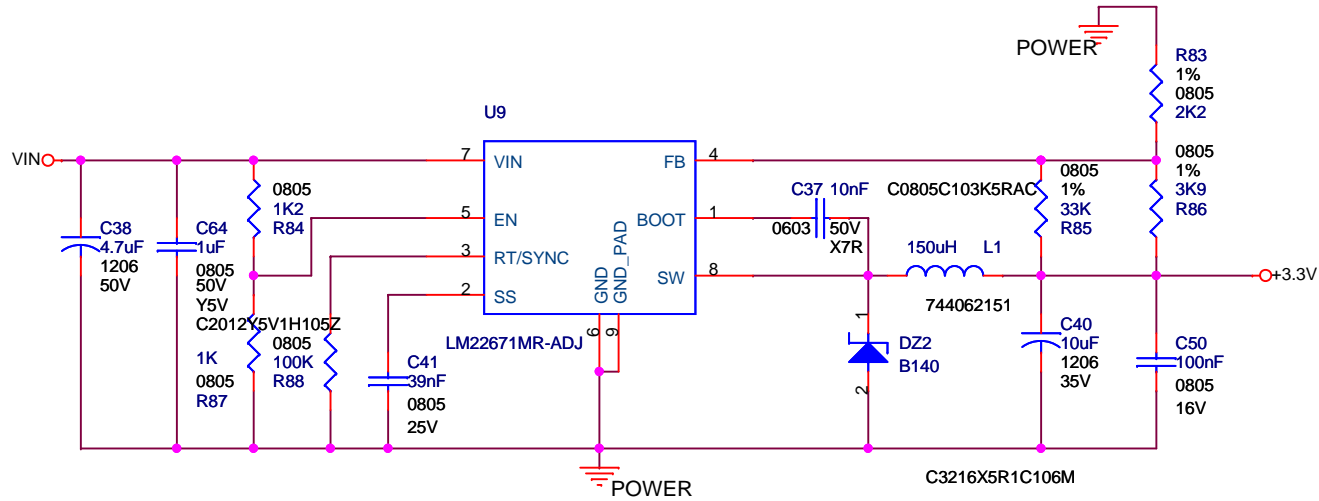 POWER
R83
1%
0805
2K2
U9
VIN
7
VIN
FB
4
0805
1%
3K9
R86
0805
1K2
R84
5
EN
BOOT
1
C37 10nF
0603
50V
X7R
C0805C103K5RAC
0805
1%
33K
R85
C38
4.7uF
1206
50V
C64
1uF
0805
50V
Y5V
C2012Y5V1H105Z
3
RT/SYNC
2
SS
GND
GND_PAD
6
9
SW
8
150uH
L1
744062151
+3.3V
LM22671MR-ADJ
1K
0805
R87
0805
100K
R88
C41
39nF
0805
25V
1
DZ2
B140
2
C40
10uF
1206
35V
C50
100nF
0805
16V
C3216X5R1C106M
POWER